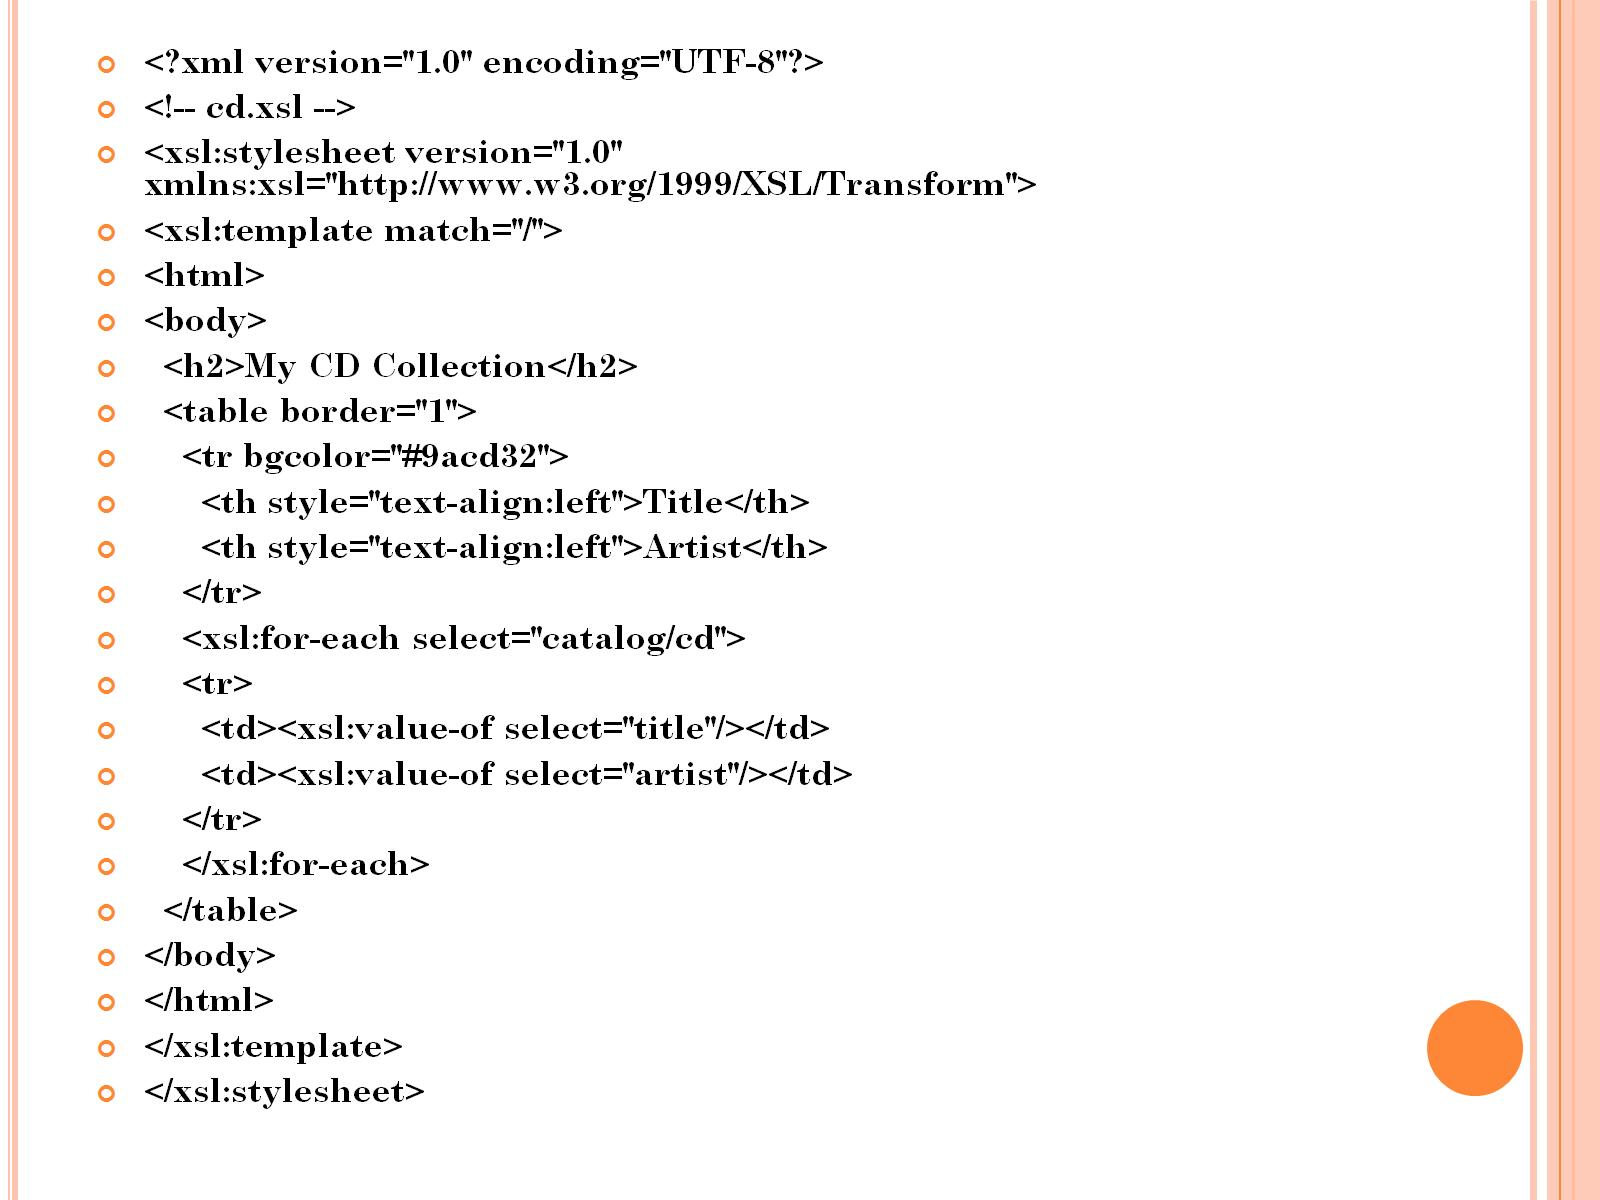 <?xml version="1.0" encoding="UTF-8"?>
<!-- cd.xsl -->
<xsl:stylesheet version="1.0"
xmlns:xsl="http://www.w3.org/1999/XSL/Transform">
<xsl:template match="/">
<html>
<body>
  <h2>My CD Collection</h2>
  <table border="1">
    <tr bgcolor="#9acd32">
      <th style="text-align:left">Title</th>
      <th style="text-align:left">Artist</th>
    </tr>
    <xsl:for-each select="catalog/cd">
    <tr>
      <td><xsl:value-of select="title"/></td>
      <td><xsl:value-of select="artist"/></td>
    </tr>
    </xsl:for-each>
  </table>
</body>
</html>
</xsl:template>
</xsl:stylesheet>